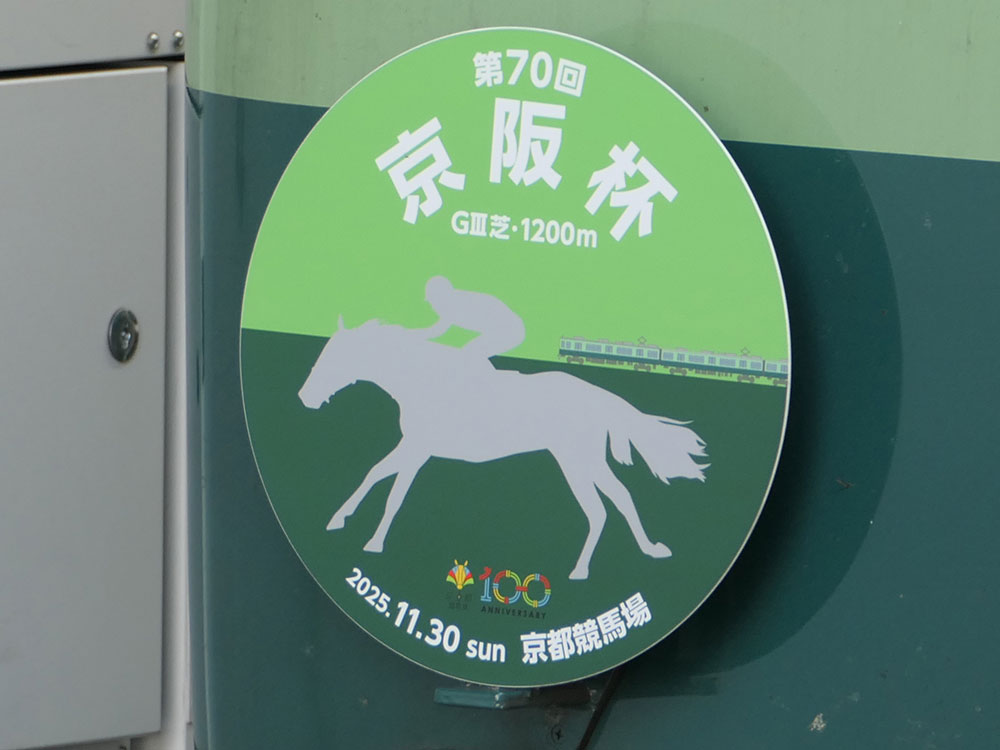 第70回
京阪杯
GⅢ芝・1200m
100
ANNIVERSARY
2025.11.30 sun 京都競馬場